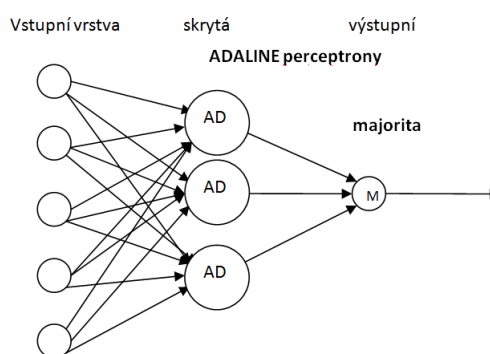 Vstupní vrstva skrytá výstupní
ADALINE perceptrony
majorita
AD
AD
M
AD